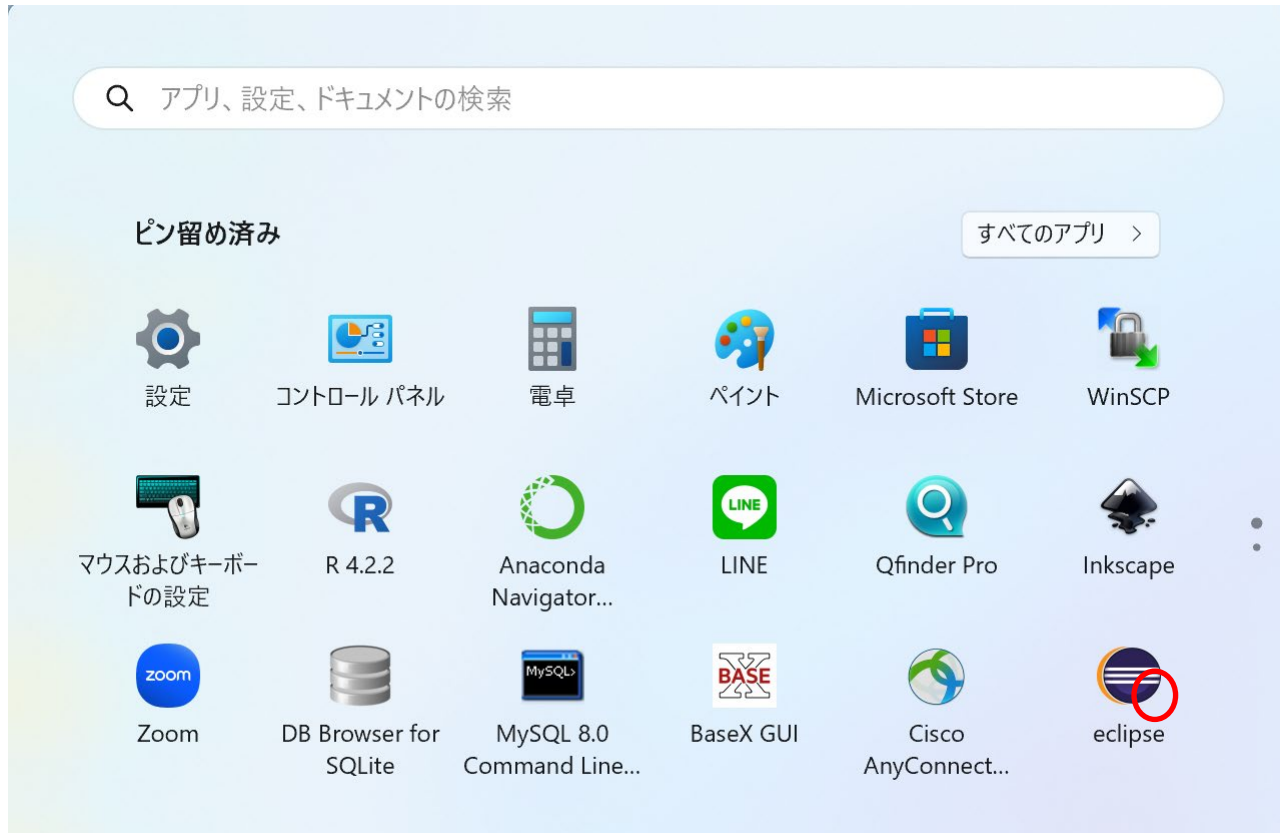 アプリ、設定、ドキュメントの検索
ピン留め済み
すべてのアプリ >
設定
コントロール パネル
電卓
ペイント
Microsoft Store
WinSCP
マウスおよびキーボー
ドの設定
R
R 4.2.2
Anaconda
Navigator...
LINE
LINE
Qfinder Pro
Inkscape
zoom
Zoom
DB Browser for
SQLite
MySQL>
MySQL 8.0
Command Line...
X
BASE
BaseX GUI
Cisco
AnyConnect...
eclipse